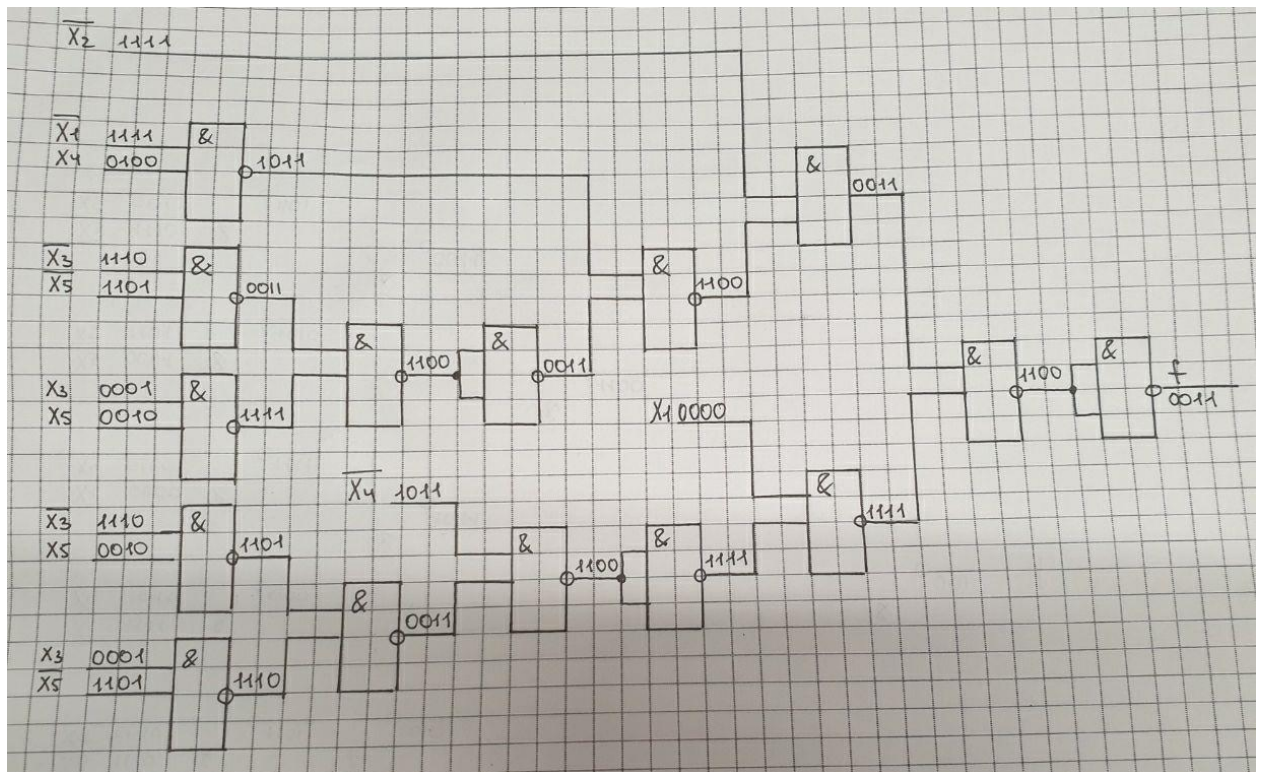 X̅2̅ 1111
X̅1̅ 1111 &
X4 0100 1011
& 0011
X̅3̅ 1110 & &
X̅5̅ 1101 0011 1100
& & 1100 0011 & & f
X3 0001 & 1100 0011
X5 0010 1111 X1 0000
X̅4̅ 1011 &
X̅3̅ 1110 & 1111
X5 0010 1101 & & 1100 1111
& 0011
X3 0001 &
X̅5̅ 1101 1110